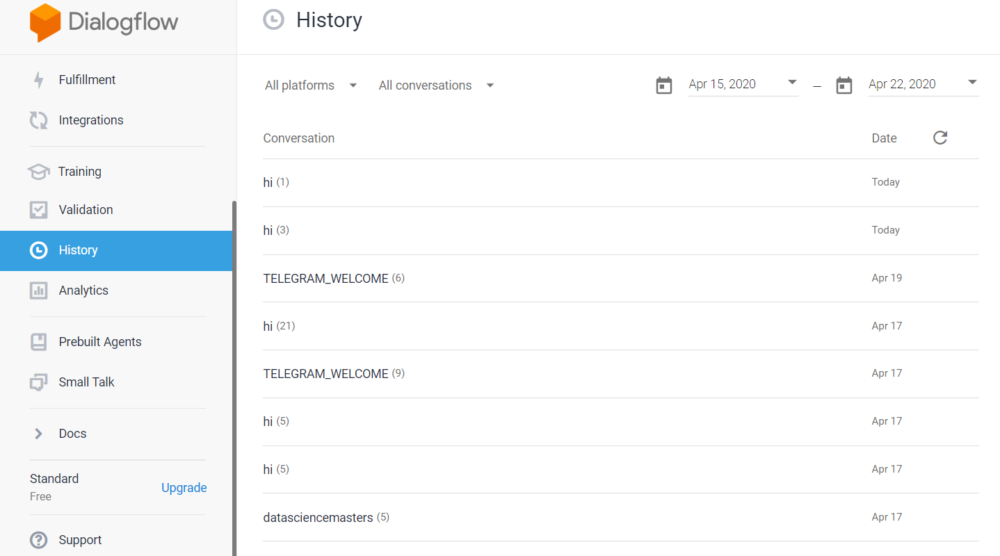 Dialogflow
Fulfillment
Integrations
Training
Validation
History
Analytics
Prebuilt Agents
Small Talk
Docs
Standard
Free
Upgrade
Support
History
All platforms
All conversations
Apr 15, 2020 – Apr 22, 2020
Conversation Date
hi (1) Today
hi (3) Today
TELEGRAM_WELCOME (6) Apr 19
hi (21) Apr 17
TELEGRAM_WELCOME (9) Apr 17
hi (5) Apr 17
hi (5) Apr 17
datasciencemasters (5) Apr 17